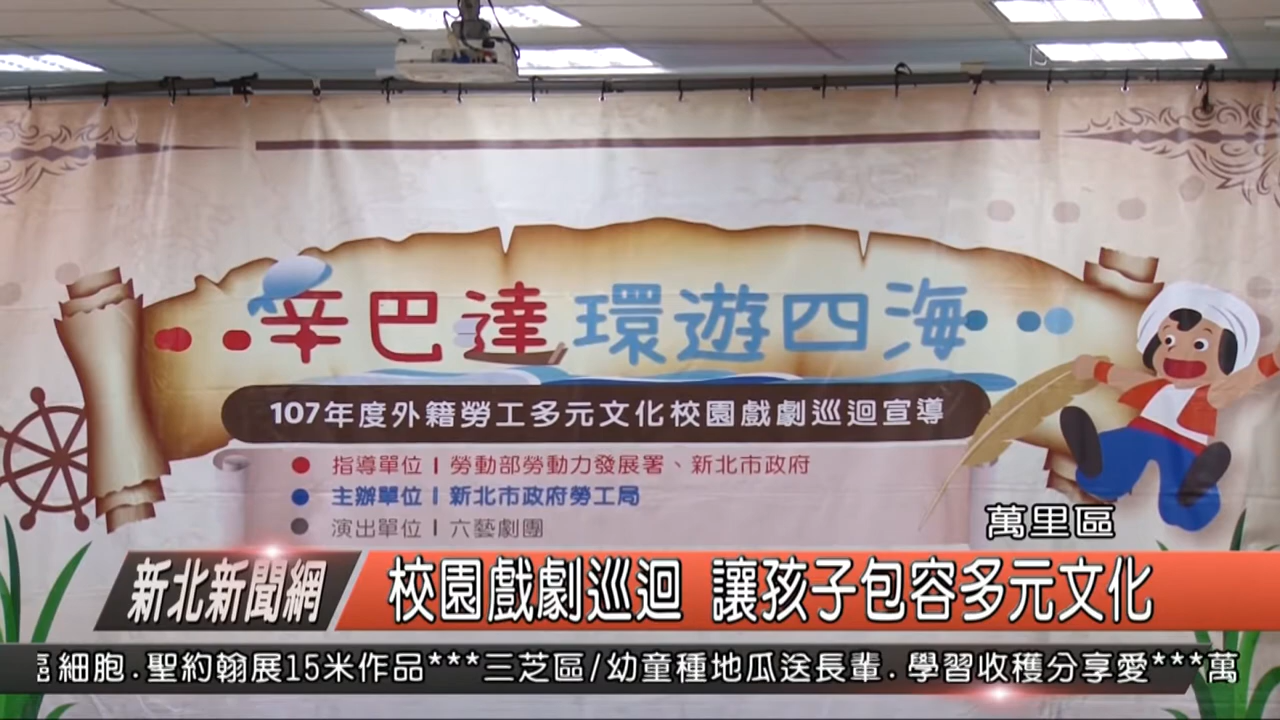 辛巴達環遊四海
107年度外籍勞工多元文化校園戲劇巡迴宣導
指導單位 | 勞動部勞動力發展署、新北市政府
主辦單位 | 新北市政府勞工局
演出單位 | 六藝劇團
萬里區
新北新聞網
校園戲劇巡迴 讓孩子包容多元文化
區細胞.聖約翰展15米作品***三芝區/幼童種地瓜送長輩.學習收穫分享愛***萬